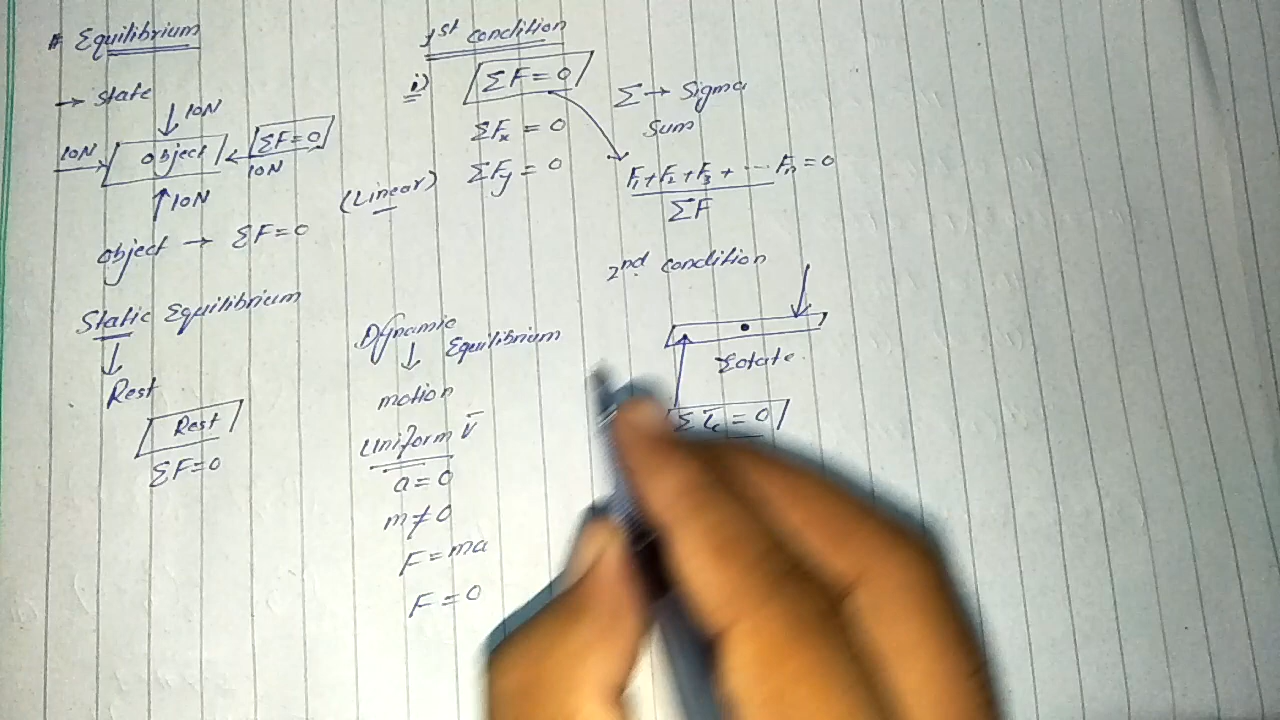 # Equilibrium
→ State
↓ 10N
10N → object ← 10N
ΣF=0
↑ 10N
object → ΣF=0
Static Equilibrium
↓
Rest
Rest
ΣF=0
1st condition
i) ΣF=0
ΣFx = 0
ΣFy = 0
(Linear)
Σ → Sigma
Sum
F1+F2+F3+ ... Fn=0
ΣF
Dynamic Equilibrium
↓
motion
Uniform v̄
a=0
m≠0
F=ma
F=0
2nd condition
rotate